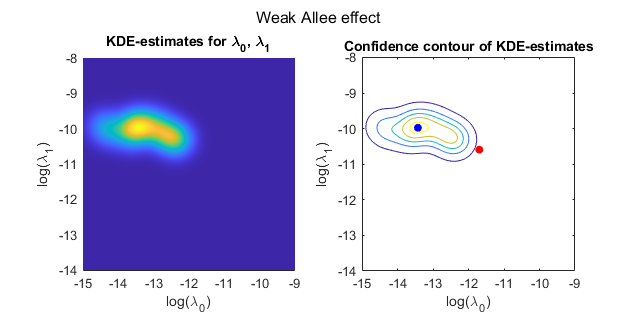 Weak Allee effect
KDE-estimates for λ0, λ1
Confidence contour of KDE-estimates
-8
-9
-10
-11
-12
-13
-14
log(λ1)
-15 -14 -13 -12 -11 -10 -9
log(λ0)
-8
-9
-10
-11
-12
-13
-14
log(λ1)
-15 -14 -13 -12 -11 -10 -9
log(λ0)